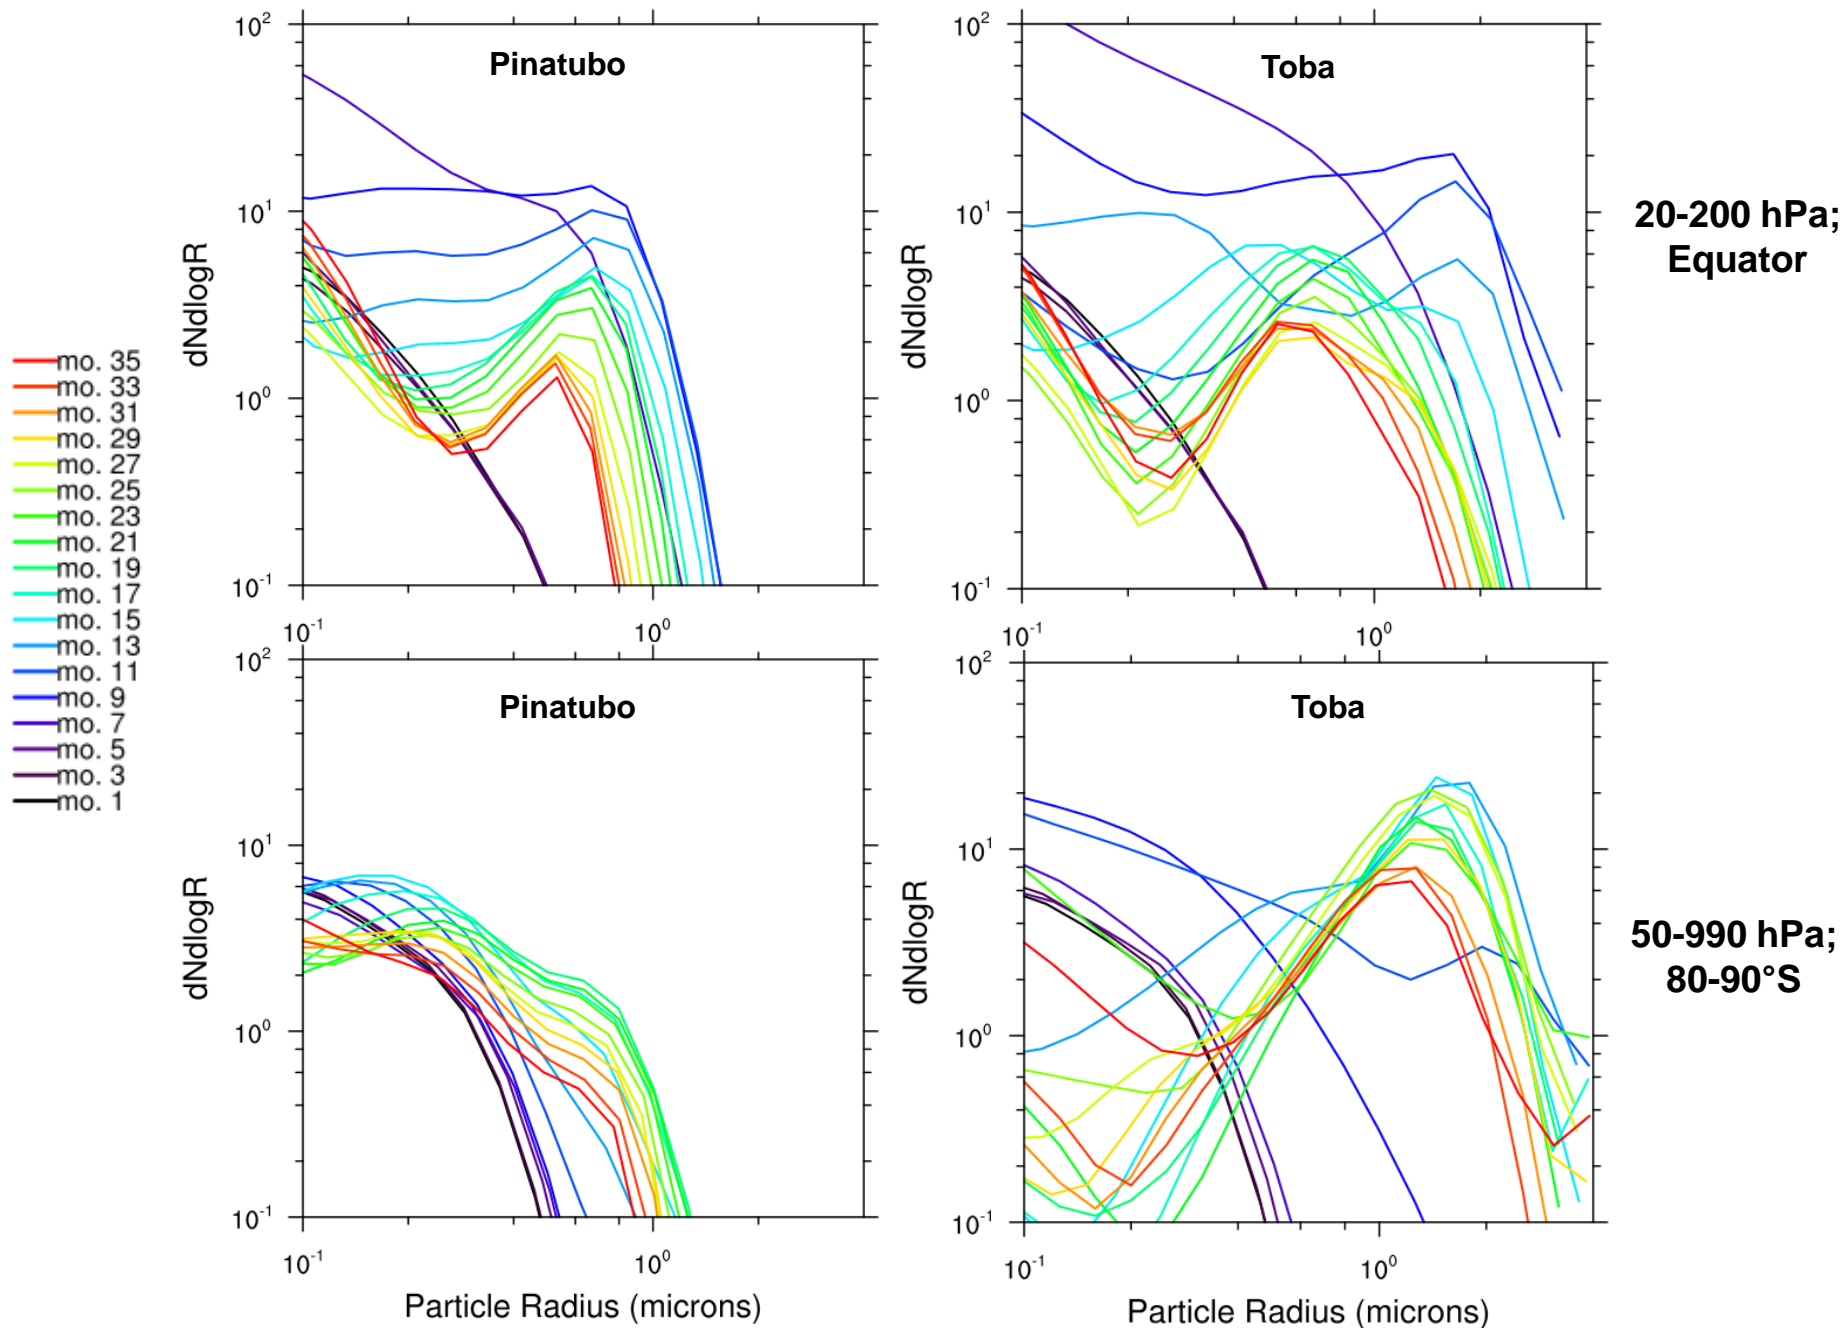 10²
10¹
10⁰
10⁻¹
dNdlogR
Pinatubo
10⁻¹
10⁰
10²
10¹
10⁰
10⁻¹
dNdlogR
Toba
10⁻¹
10⁰
20-200 hPa;
Equator
mo. 35
mo. 33
mo. 31
mo. 29
mo. 27
mo. 25
mo. 23
mo. 21
mo. 19
mo. 17
mo. 15
mo. 13
mo. 11
mo. 9
mo. 7
mo. 5
mo. 3
mo. 1
10²
10¹
10⁰
10⁻¹
dNdlogR
Pinatubo
10⁻¹
10⁰
Particle Radius (microns)
10²
10¹
10⁰
10⁻¹
dNdlogR
Toba
10⁻¹
10⁰
Particle Radius (microns)
50-990 hPa;
80-90°S